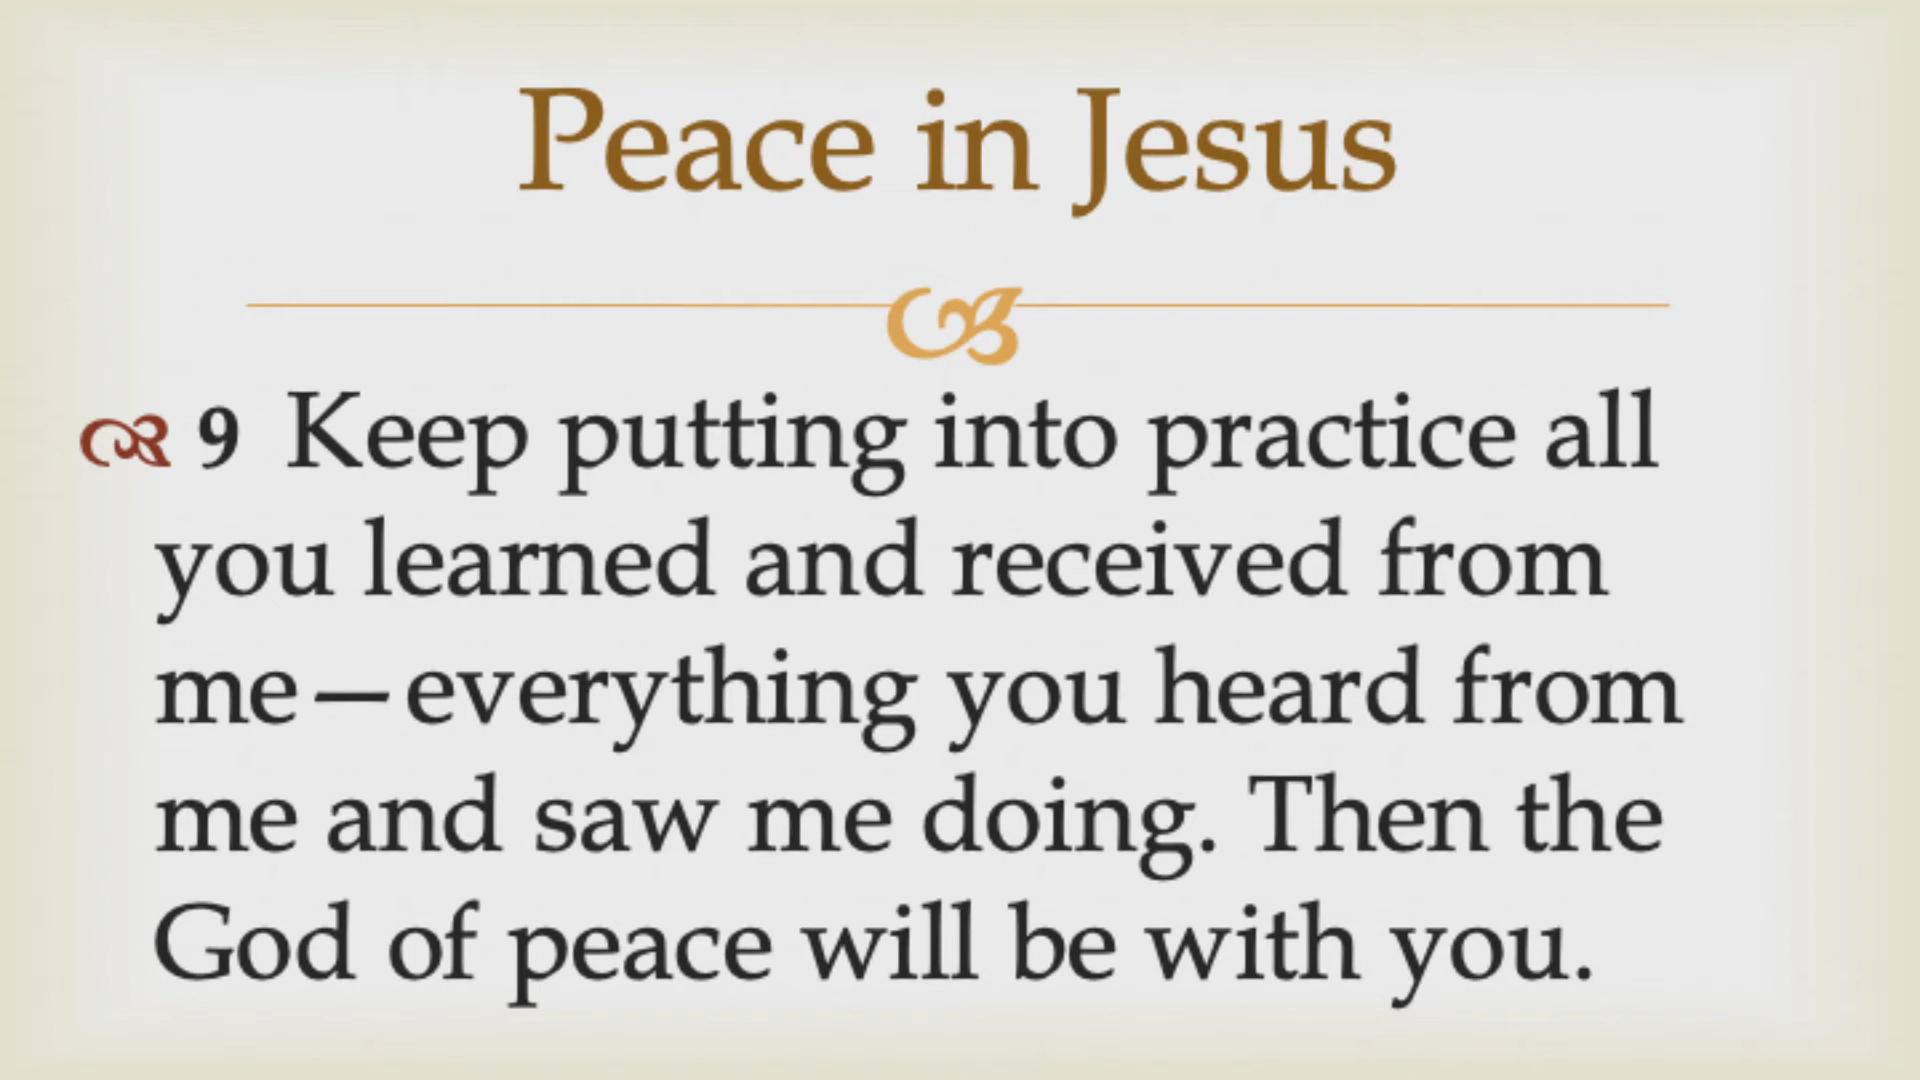 Peace in Jesus
9 Keep putting into practice all
you learned and received from
me—everything you heard from
me and saw me doing. Then the
God of peace will be with you.